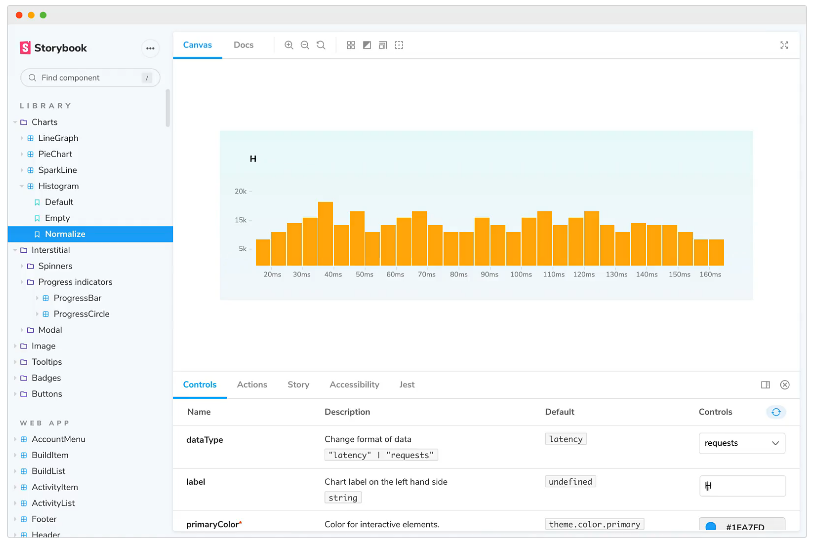 Storybook
Canvas Docs
Find component /
LIBRARY
Charts
LineGraph
PieChart
SparkLine
Histogram
Default
Empty
Normalize
Interstitial
Spinners
Progress indicators
ProgressBar
ProgressCircle
Modal
Image
Tooltips
Badges
Buttons
WEB APP
AccountMenu
BuildItem
BuildList
ActivityItem
ActivityList
Footer
Header
H
20k
15k
5k
20ms 30ms 40ms 50ms 60ms 70ms 80ms 90ms 100ms 110ms 120ms 130ms 140ms 150ms 160ms
Controls Actions Story Accessibility Jest
Name Description Default Controls
dataType Change format of data latency requests
"latency" | "requests"
label Chart label on the left hand side undefined H
string
primaryColor* Color for interactive elements. theme.color.primary #1EA7FD